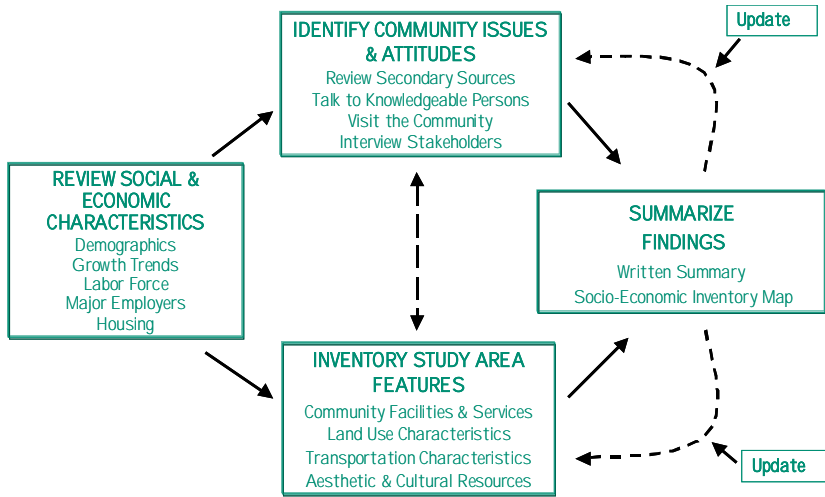 Update
IDENTIFY COMMUNITY ISSUES
& ATTITUDES
Review Secondary Sources
Talk to Knowledgeable Persons
Visit the Community
Interview Stakeholders
REVIEW SOCIAL &
ECONOMIC
CHARACTERISTICS
Demographics
Growth Trends
Labor Force
Major Employers
Housing
SUMMARIZE
FINDINGS
Written Summary
Socio-Economic Inventory Map
INVENTORY STUDY AREA
FEATURES
Community Facilities & Services
Land Use Characteristics
Transportation Characteristics
Aesthetic & Cultural Resources
Update